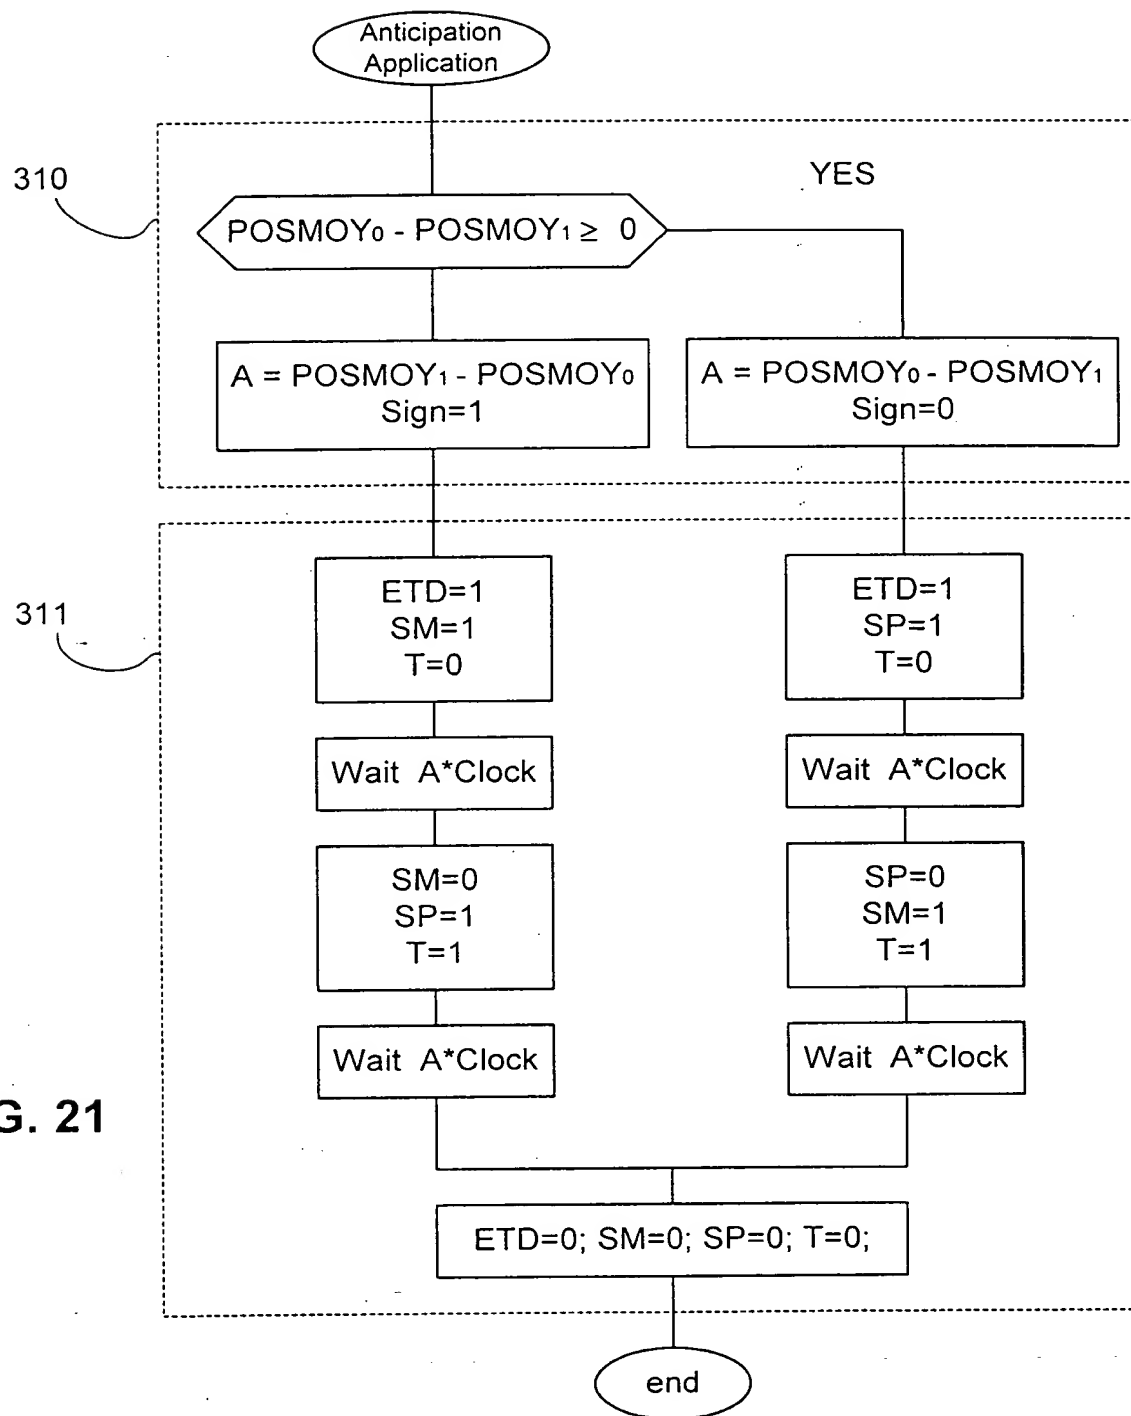 Anticipation
Application
310
YES
POSMOY0 - POSMOY1 ≥ 0
A = POSMOY1 - POSMOY0
Sign=1
A = POSMOY0 - POSMOY1
Sign=0
311
ETD=1
SM=1
T=0
ETD=1
SP=1
T=0
Wait A*Clock
Wait A*Clock
SM=0
SP=1
T=1
SP=0
SM=1
T=1
Wait A*Clock
Wait A*Clock
G. 21
ETD=0; SM=0; SP=0; T=0;
end